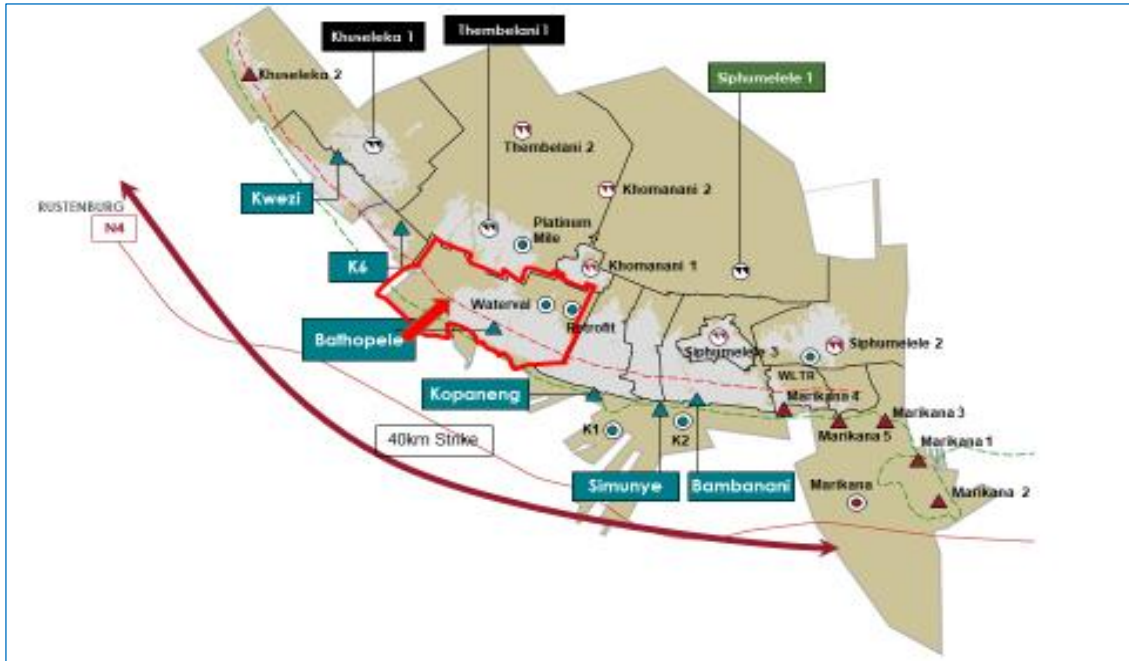 Khuseleka 1
Thembelani 1
Khuseleka 2
Siphumelele 1
Thembelani 2
Kwezi
Khomanani 2
RUSTENBURG
N4
Platinum
Mile
K6
Khomanani 1
Waterval
Retrofit
Bathopele
Siphumelele 3
Siphumelele 2
WLTR
Kopaneng
Marikana 4
Marikana 3
K1
K2
Marikana 5
Marikana 1
40km Strike
Simunye
Bambanani
Marikana
Marikana 2